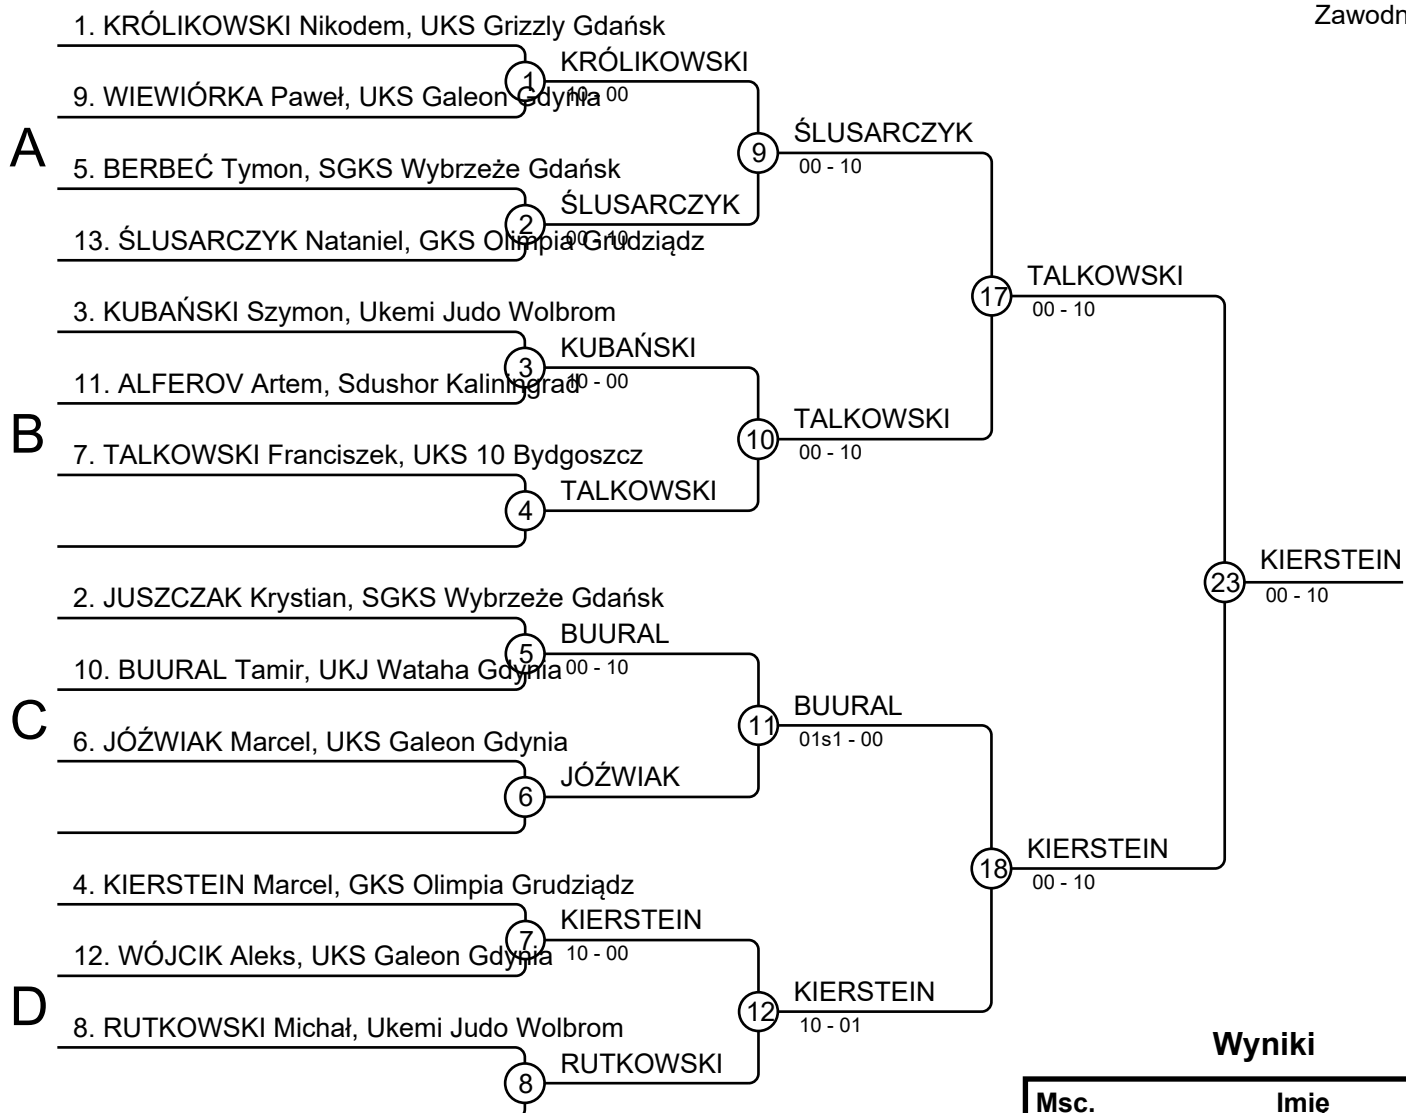 Zawodn
1. KRÓLIKOWSKI Nikodem, UKS Grizzly Gdańsk
KRÓLIKOWSKI
1
10 - 00
9. WIEWIÓRKA Paweł, UKS Galeon Gdynia
A
ŚLUSARCZYK
9
00 - 10
5. BERBEĆ Tymon, SGKS Wybrzeże Gdańsk
ŚLUSARCZYK
2
00 - 10
13. ŚLUSARCZYK Nataniel, GKS Olimpia Grudziądz
TALKOWSKI
17
00 - 10
3. KUBAŃSKI Szymon, Ukemi Judo Wolbrom
KUBAŃSKI
3
10 - 00
11. ALFEROV Artem, Sdushor Kaliningrad
B
TALKOWSKI
10
00 - 10
7. TALKOWSKI Franciszek, UKS 10 Bydgoszcz
TALKOWSKI
4
KIERSTEIN
23
00 - 10
2. JUSZCZAK Krystian, SGKS Wybrzeże Gdańsk
BUURAL
5
00 - 10
10. BUURAL Tamir, UKJ Wataha Gdynia
C
BUURAL
11
01s1 - 00
6. JÓŹWIAK Marcel, UKS Galeon Gdynia
JÓŹWIAK
6
KIERSTEIN
18
00 - 10
4. KIERSTEIN Marcel, GKS Olimpia Grudziądz
KIERSTEIN
7
10 - 00
12. WÓJCIK Aleks, UKS Galeon Gdynia
D
KIERSTEIN
12
10 - 01
8. RUTKOWSKI Michał, Ukemi Judo Wolbrom
RUTKOWSKI
8
Wyniki
Msc. Imię